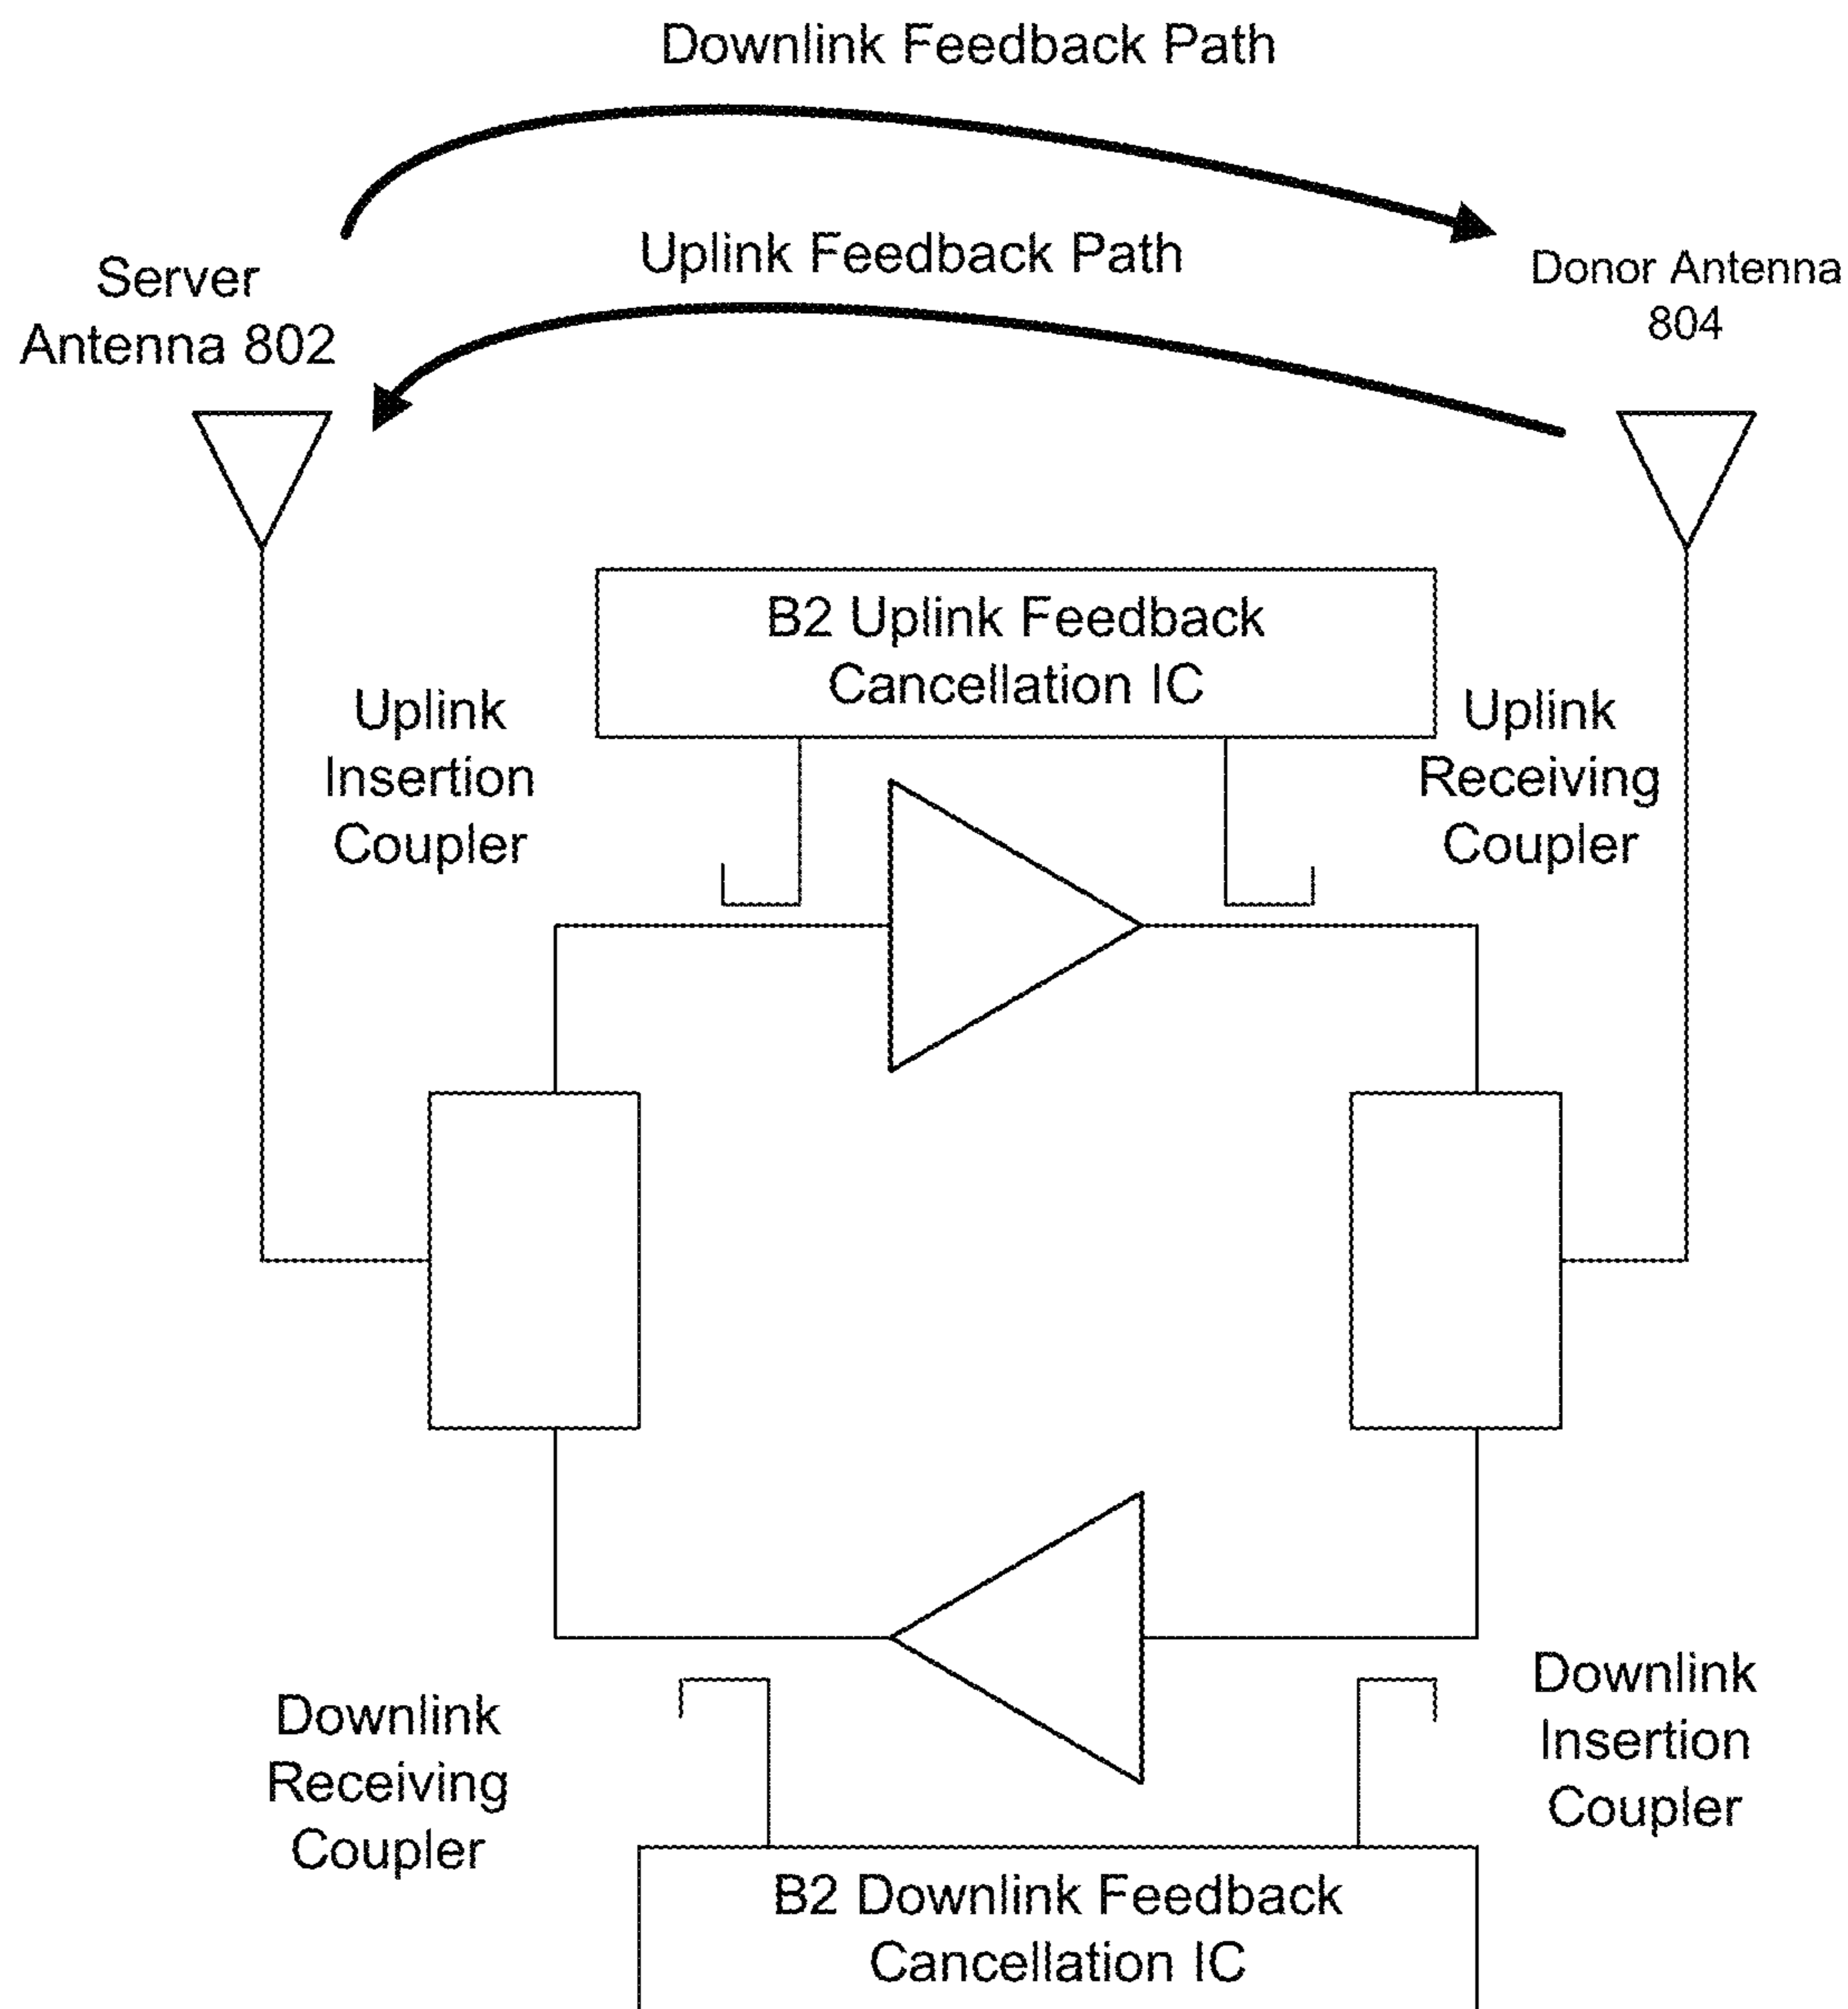 Downlink Feedback Path
Uplink Feedback Path
Server
Antenna 802
Donor Antenna
804
B2 Uplink Feedback
Cancellation IC
Uplink
Insertion
Coupler
Uplink
Receiving
Coupler
Downlink
Receiving
Coupler
Downlink
Insertion
Coupler
B2 Downlink Feedback
Cancellation IC